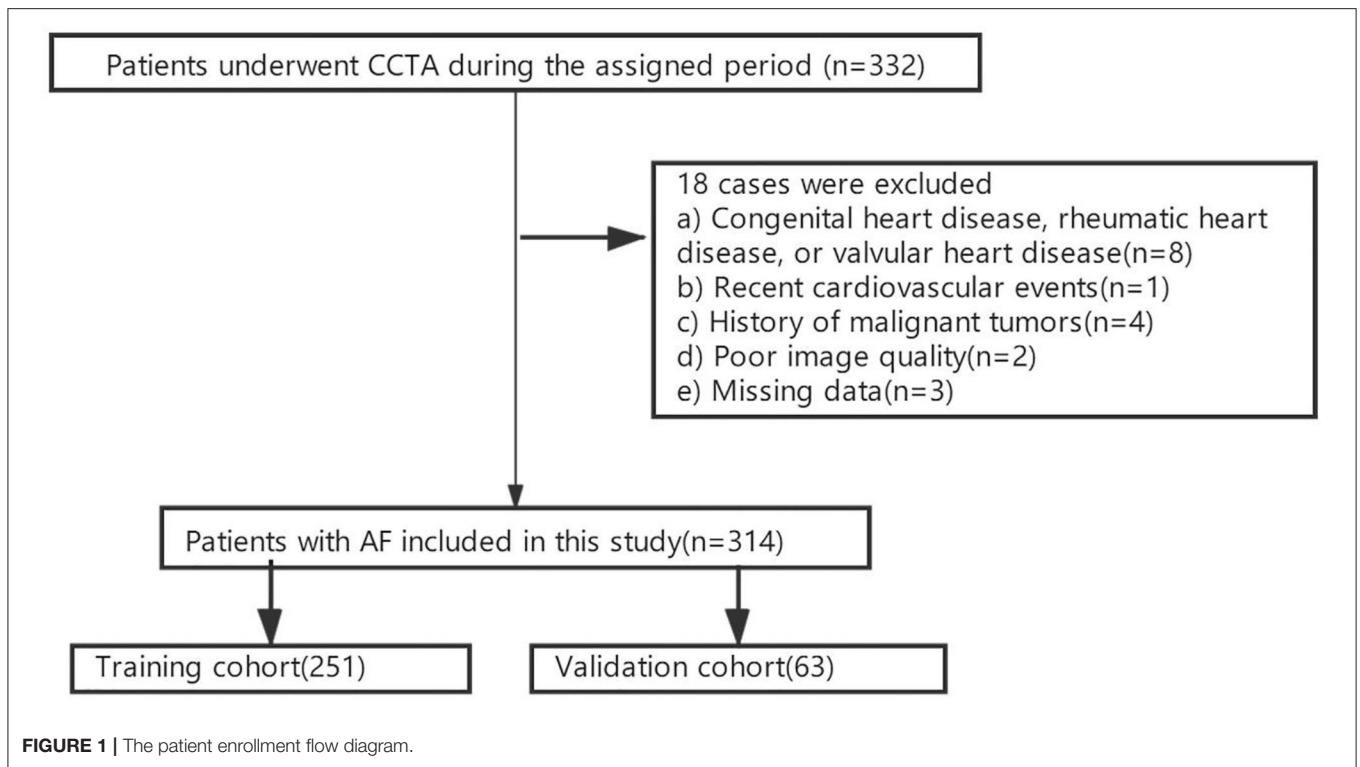 Patients underwent CCTA during the assigned period (n=332)
18 cases were excluded
a) Congenital heart disease, rheumatic heart
disease, or valvular heart disease(n=8)
b) Recent cardiovascular events(n=1)
c) History of malignant tumors(n=4)
d) Poor image quality(n=2)
e) Missing data(n=3)
Patients with AF included in this study(n=314)
Training cohort(251)
Validation cohort(63)
FIGURE 1 | The patient enrollment flow diagram.